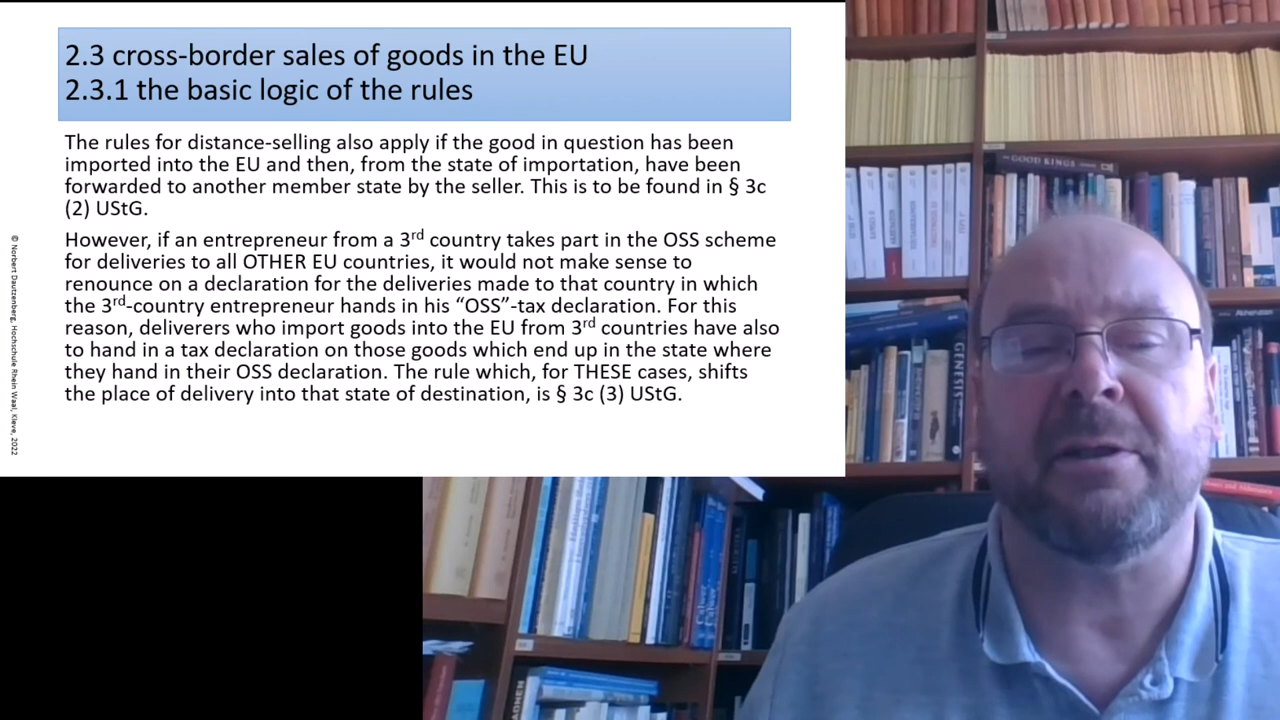 2.3 cross-border sales of goods in the EU
2.3.1 the basic logic of the rules
The rules for distance-selling also apply if the good in question has been
imported into the EU and then, from the state of importation, have been
forwarded to another member state by the seller. This is to be found in § 3c
(2) UStG.
However, if an entrepreneur from a 3rd country takes part in the OSS scheme
for deliveries to all OTHER EU countries, it would not make sense to
renounce on a declaration for the deliveries made to that country in which
the 3rd-country entrepreneur hands in his “OSS”-tax declaration. For this
reason, deliverers who import goods into the EU from 3rd countries have also
to hand in a tax declaration on those goods which end up in the state where
they hand in their OSS declaration. The rule which, for THESE cases, shifts
the place of delivery into that state of destination, is § 3c (3) UStG.
© Norbert Dautzenberg, Hochschule Rhein Waal, Kleve, 2022
THE GOOD KINGS
GENESIS